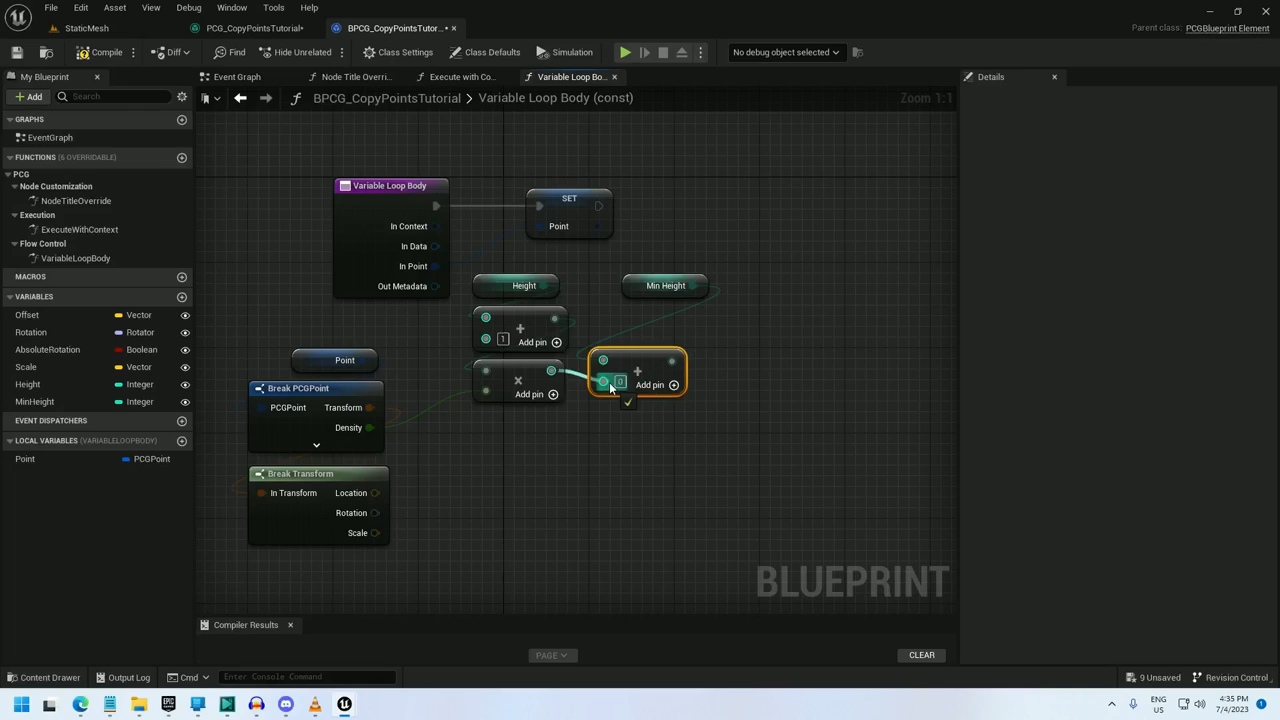 File Edit Asset View Debug Window Tools Help
StaticMesh PCG_CopyPointsTutorial* BPCG_CopyPointsTutor...* Parent class: PCGBlueprint Element
Compile Diff Find Hide Unrelated Class Settings Class Defaults Simulation No debug object selected
My Blueprint Event Graph Node Title Overri... Execute with Co... Variable Loop Bo... Details
Add Search BPCG_CopyPointsTutorial Variable Loop Body (const) Zoom 1:1
GRAPHS
EventGraph
FUNCTIONS (6 OVERRIDABLE)
PCG
Node Customization
NodeTitleOverride
Execution
ExecuteWithContext
Flow Control
VariableLoopBody
MACROS
VARIABLES
Offset Vector
Rotation Rotator
AbsoluteRotation Boolean
Scale Vector
Height Integer
MinHeight Integer
EVENT DISPATCHERS
LOCAL VARIABLES (VARIABLELOOPBODY)
Point PCGPoint
Variable Loop Body
In Context
In Data
In Point
Out Metadata
SET
Point
Height
Min Height
+
1
Add pin
×
Add pin
+
0
Add pin
Point
Break PCGPoint
PCGPoint Transform
Density
Break Transform
In Transform Location
Rotation
Scale
BLUEPRINT
Compiler Results
PAGE CLEAR
Content Drawer Output Log Cmd Enter Console Command 9 Unsaved Revision Control
ENG
US
4:35 PM
7/4/2023
1